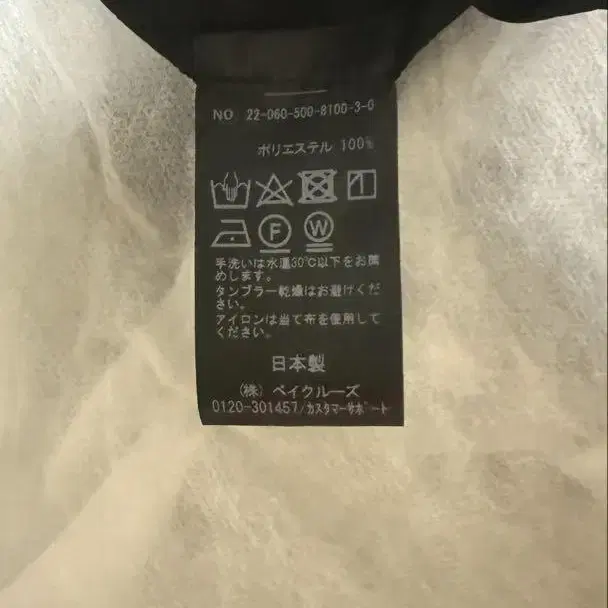 NO 22-060-500-8100-3-0
ポリエステル 100%
F W
手洗いは水温30℃以下をお薦
めします。
タンブラー乾燥はお避けくだ
さい。
アイロンは当て布を使用して
ください。
日本製
(株) ベイクルーズ
0120-301457/カスタマーサポート